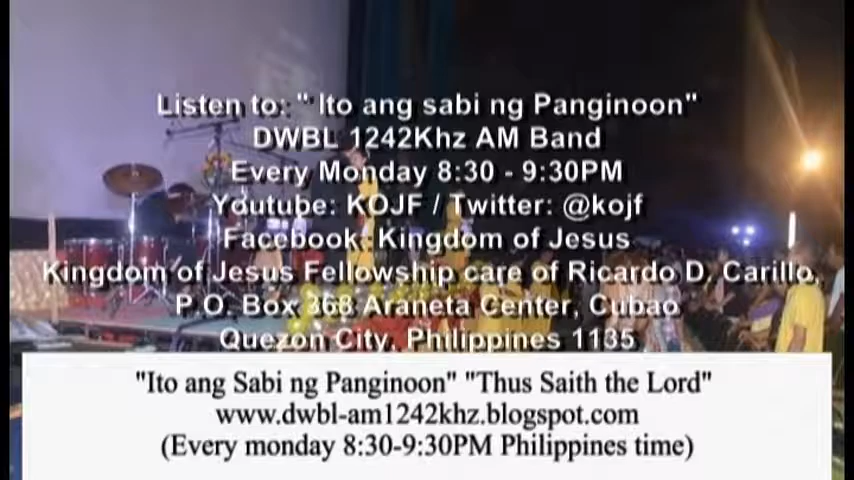 Listen to: " Ito ang sabi ng Panginoon"
DWBL 1242Khz AM Band
Every Monday 8:30 - 9:30PM
Youtube: KOJF / Twitter: @kojf
Facebook: Kingdom of Jesus
Kingdom of Jesus Fellowship care of Ricardo D. Carillo,
P.O. Box 368 Araneta Center, Cubao
Quezon City, Philippines 1135
"Ito ang Sabi ng Panginoon" "Thus Saith the Lord"
www.dwbl-am1242khz.blogspot.com
(Every monday 8:30-9:30PM Philippines time)